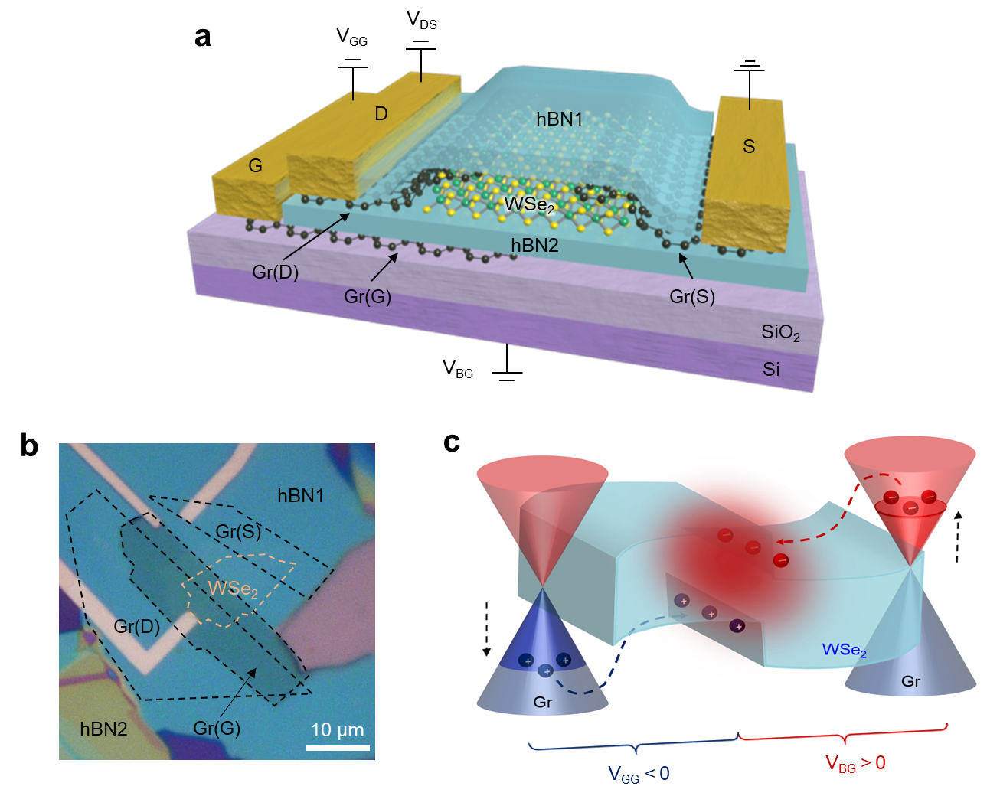 a
V_GG
V_DS
D
G
hBN1
S
WSe₂
hBN2
Gr(D)
Gr(G)
Gr(S)
SiO₂
Si
V_BG
b
hBN1
Gr(S)
WSe₂
Gr(D)
hBN2
Gr(G)
10 μm
c
− − −
− − −
+ + +
+ + +
WSe₂
Gr
Gr
V_GG < 0
V_BG > 0